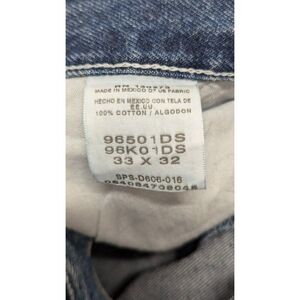 MADE IN MEXICO OF US FABRIC
HECHO EN MEXICO CON TELA DE
EE.UU.
100% COTTON / ALGODON
96501DS
96K01DS
33 X 32
SPS-D606-016